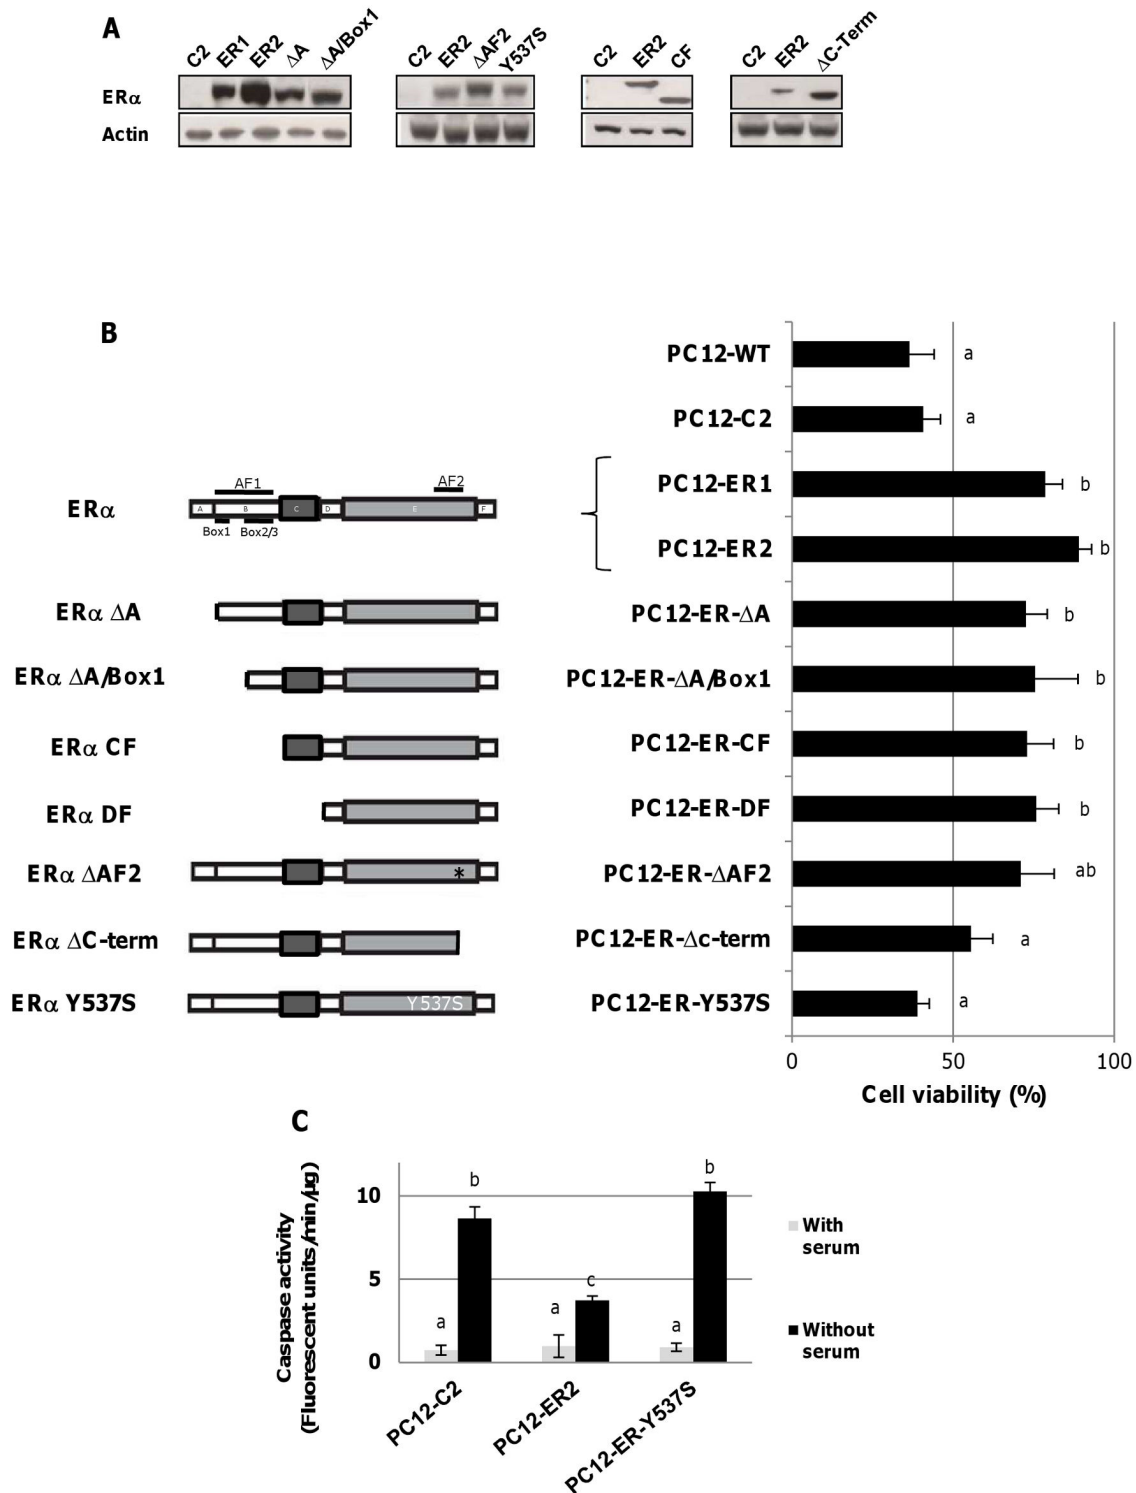 A
C2 ER1 ER2 ΔA ΔA/Box1
C2 ER2 ΔAF2 Y537S
C2 ER2 CF
C2 ER2 ΔC-Term
ERα
Actin
B
PC12-WT a
PC12-C2 a
AF1 AF2
ERα
A B C D E F
Box1 Box2/3
PC12-ER1 b
PC12-ER2 b
ERα ΔA PC12-ER-ΔA b
ERα ΔA/Box1 PC12-ER-ΔA/Box1 b
ERα CF PC12-ER-CF b
ERα DF PC12-ER-DF b
ERα ΔAF2 * PC12-ER-ΔAF2 ab
ERα ΔC-term PC12-ER-Δc-term a
ERα Y537S Y537S PC12-ER-Y537S a
0 50 100
Cell viability (%)
C
Caspase activity
(Fluorescent units/min/µg)
10
5
0
a b
a c
a b
With
serum
Without
serum
PC12-C2
PC12-ER2
PC12-ER-Y537S